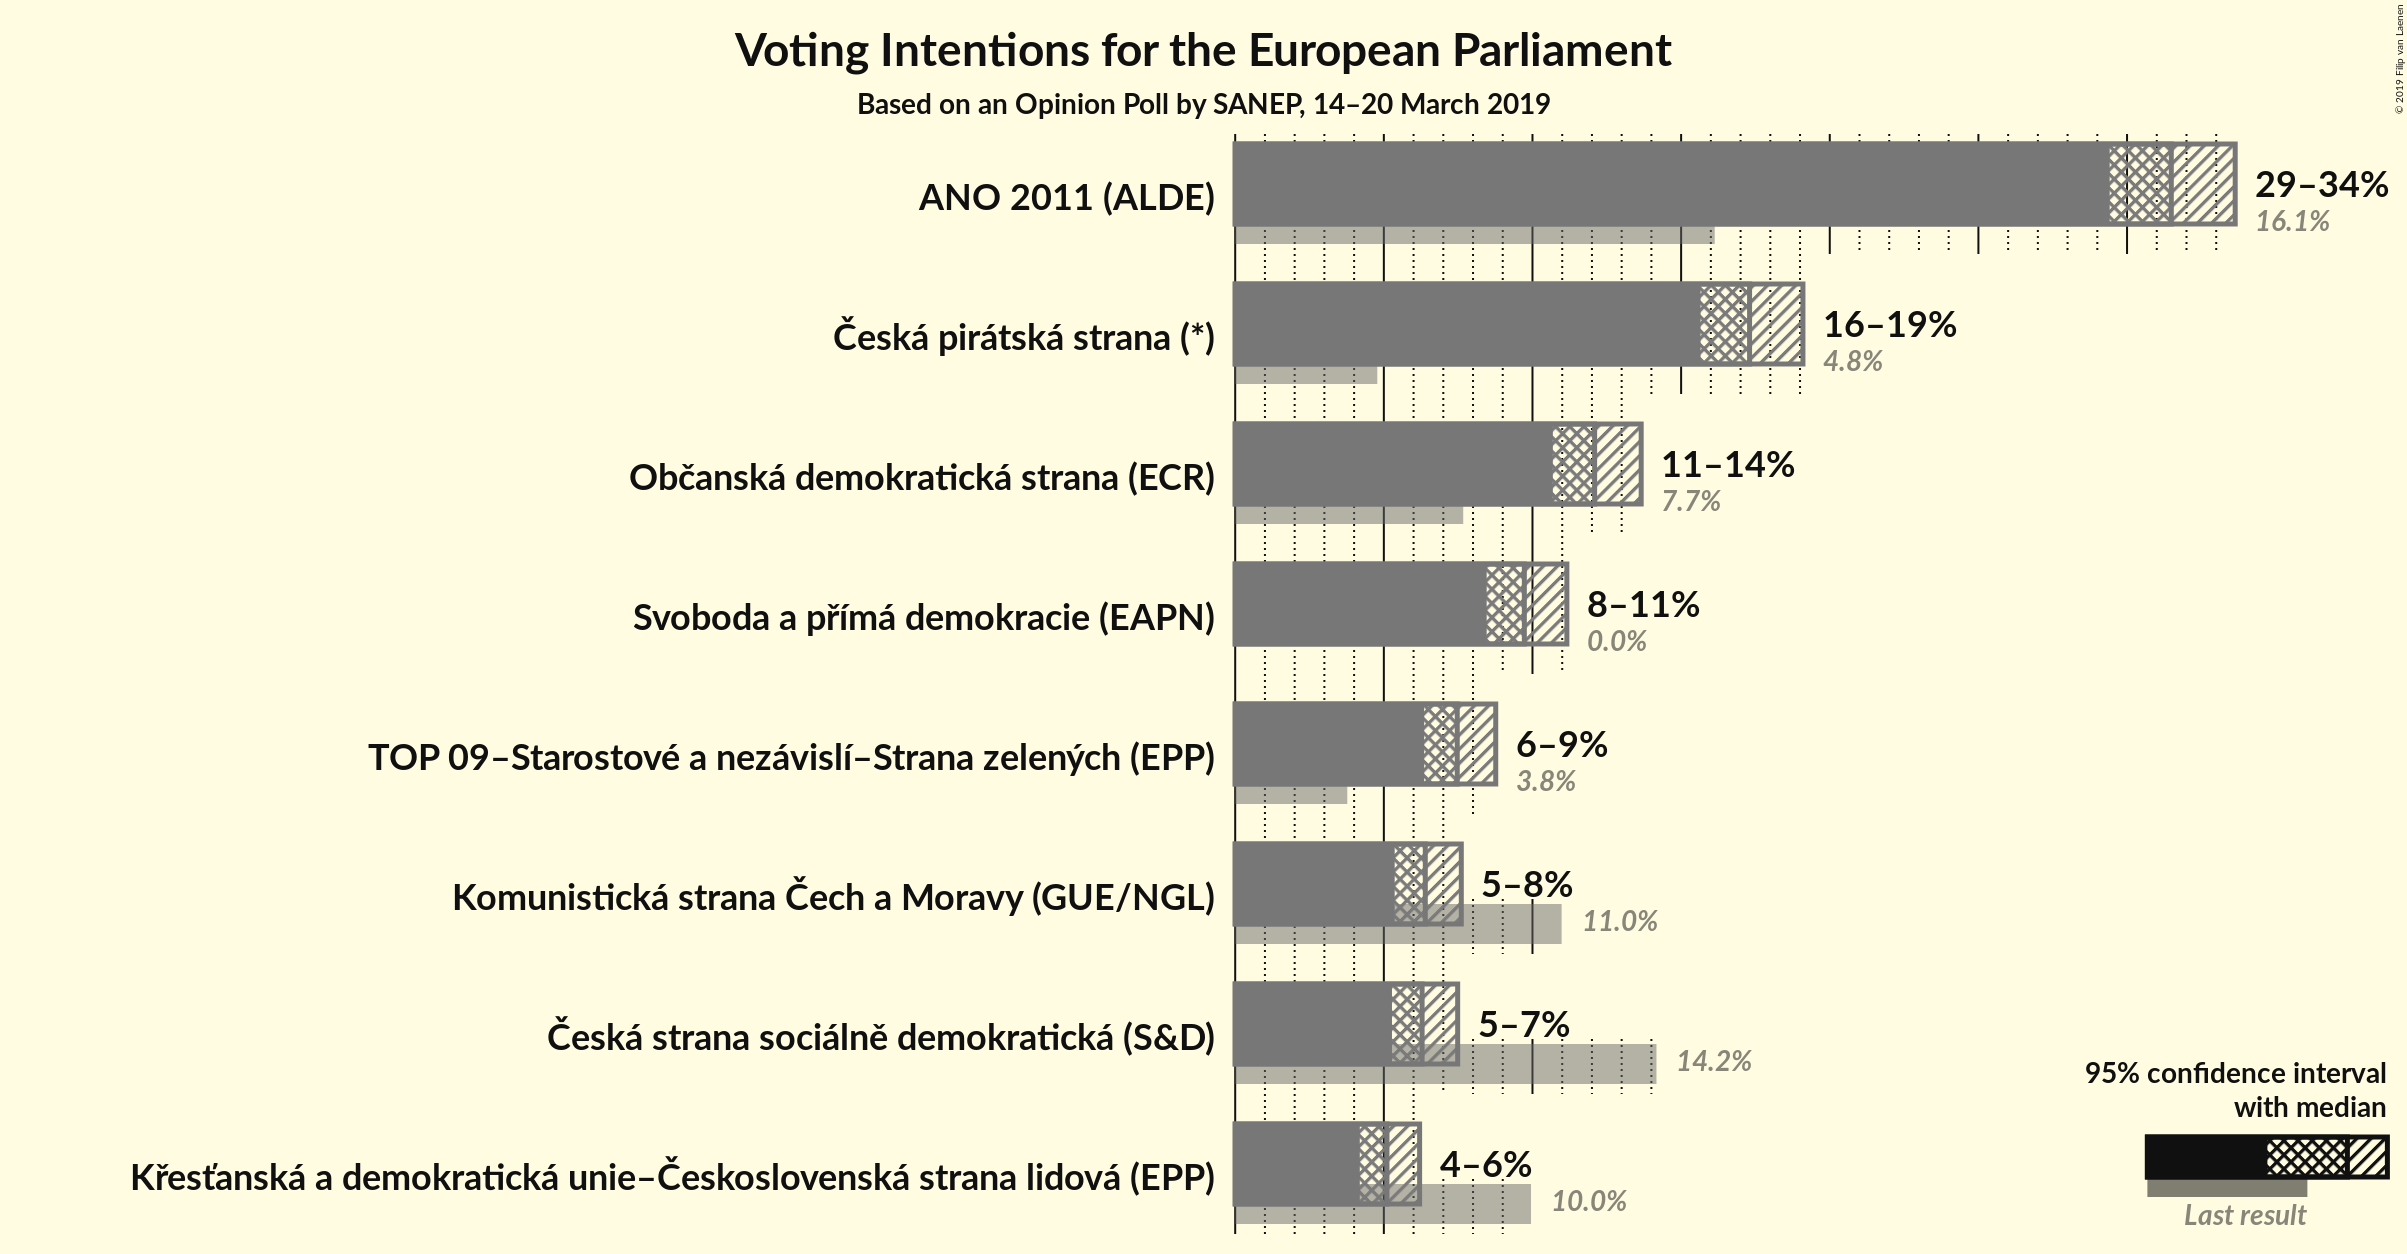 Voting Intentions for the European Parliament
Based on an Opinion Poll by SANEP, 14–20 March 2019
© 2019 Filip van Laenen
ANO 2011 (ALDE)
29–34%
16.1%
Česká pirátská strana (*)
16–19%
4.8%
Občanská demokratická strana (ECR)
11–14%
7.7%
Svoboda a přímá demokracie (EAPN)
8–11%
0.0%
TOP 09–Starostové a nezávislí–Strana zelených (EPP)
6–9%
3.8%
Komunistická strana Čech a Moravy (GUE/NGL)
5–8%
11.0%
Česká strana sociálně demokratická (S&D)
5–7%
14.2%
Křesťanská a demokratická unie–Československá strana lidová (EPP)
4–6%
10.0%
95% confidence interval
with median
Last result